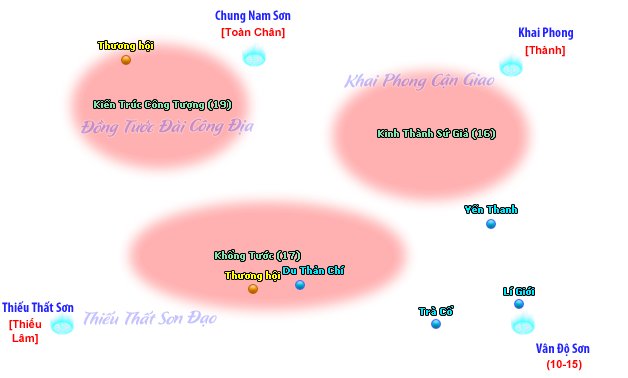 Chung Nam Sơn
[Toàn Chân]
Khai Phong
[Thành]
Thương hội
Khai Phong Cận Giao
Kiến Trúc Công Tượng (19)
Đồng Tước Đài Công Địa
Kinh Thành Sứ Giả (16)
Yến Thanh
Khổng Tước (17)
Du Thản Chí
Thương hội
Lí Giới
Thiếu Thất Sơn
[Thiếu
Lâm]
Thiếu Thất Sơn Đạo
Trà Cổ
Vân Độ Sơn
(10-15)